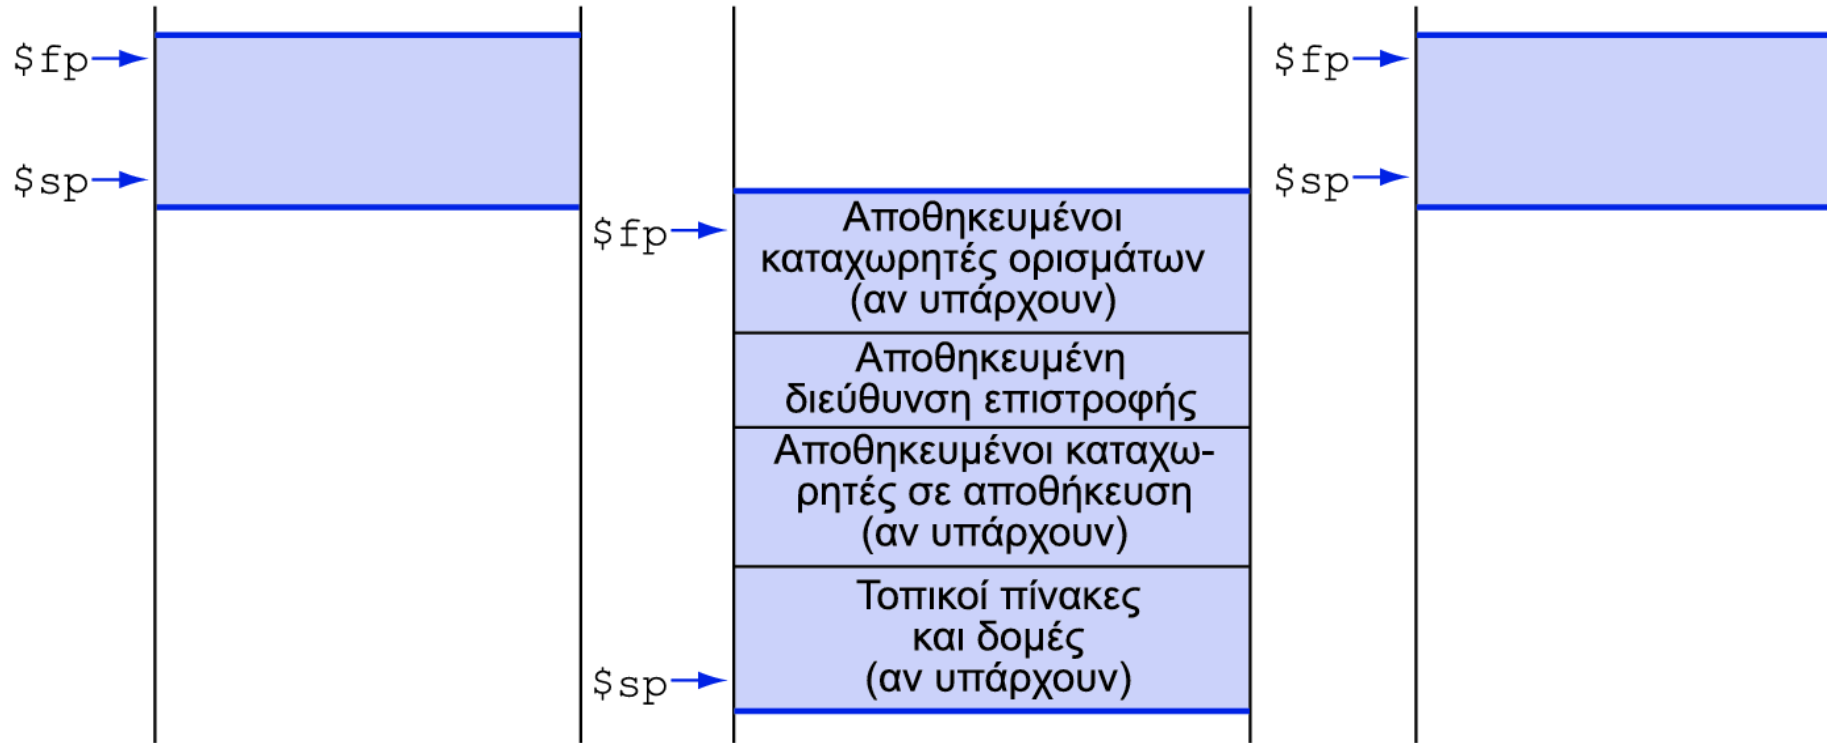 $fp
$sp
$fp
Αποθηκευμένοι
καταχωρητές ορισμάτων
(αν υπάρχουν)
Αποθηκευμένη
διεύθυνση επιστροφής
Αποθηκευμένοι καταχω-
ρητές σε αποθήκευση
(αν υπάρχουν)
Τοπικοί πίνακες
και δομές
(αν υπάρχουν)
$sp
$fp
$sp